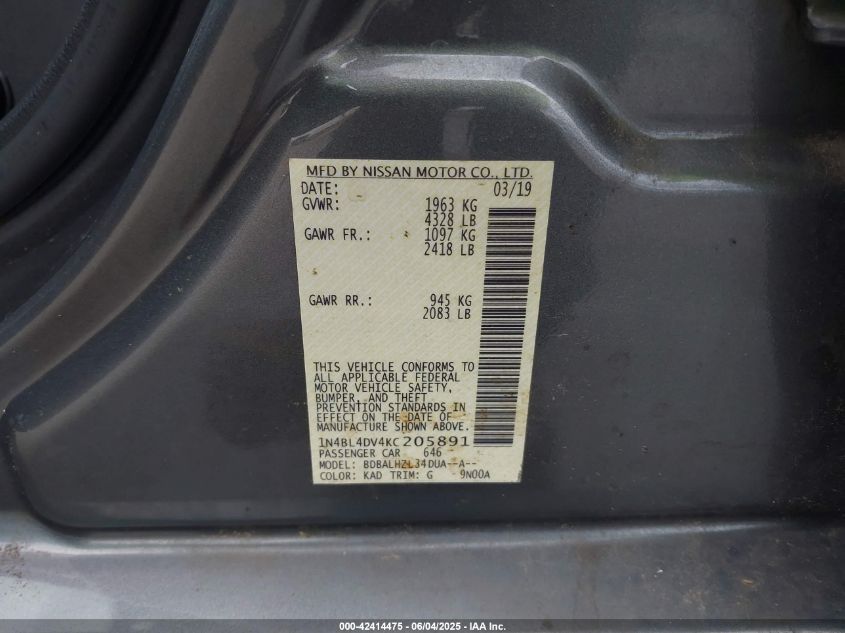 MFD BY NISSAN MOTOR CO., LTD.
DATE: 03/19
GVWR: 1963 KG
4328 LB
GAWR FR.: 1097 KG
2418 LB
GAWR RR.: 945 KG
2083 LB
THIS VEHICLE CONFORMS TO
ALL APPLICABLE FEDERAL
MOTOR VEHICLE SAFETY,
BUMPER, AND THEFT
PREVENTION STANDARDS IN
EFFECT ON THE DATE OF
MANUFACTURE SHOWN ABOVE.
1N4BL4DV4KC205891
PASSENGER CAR 646
MODEL: BDBALHZL34DUA--A--
COLOR: KAD TRIM: G 9N00A
000-42414475 - 06/04/2025 - IAA Inc.